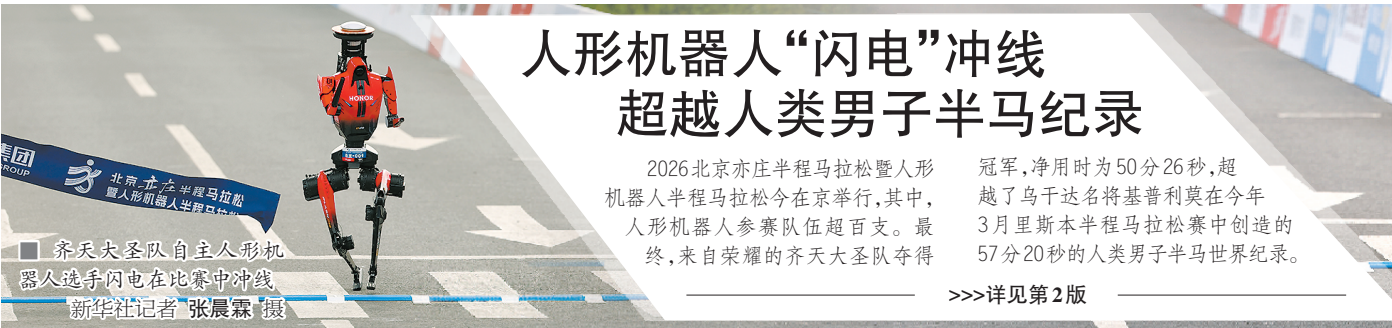 人形机器人“闪电”冲线
超越人类男子半马纪录
2026北京亦庄半程马拉松暨人形
机器人半程马拉松今在京举行，其中，
人形机器人参赛队伍超百支。最
终，来自荣耀的齐天大圣队夺得
冠军，净用时为50分26秒，超
越了乌干达名将基普利莫在今年
3月里斯本半程马拉松赛中创造的
57分20秒的人类男子半马世界纪录。
>>>详见第2版
HONOR
集团
GROUP
北京亦庄半程马拉松
暨人形机器人半程马拉松
■ 齐天大圣队自主人形机
器人选手闪电在比赛中冲线
新华社记者 张晨霖 摄